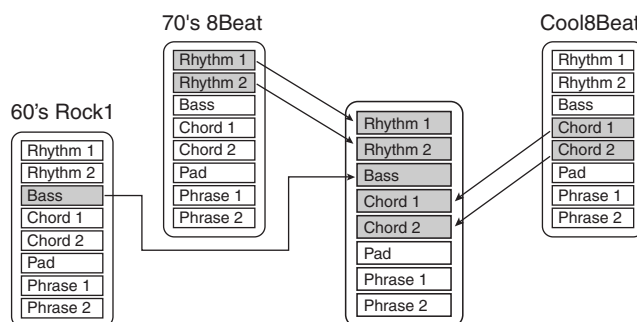 60's Rock1
Rhythm 1
Rhythm 2
Bass
Chord 1
Chord 2
Pad
Phrase 1
Phrase 2
70's 8Beat
Rhythm 1
Rhythm 2
Bass
Chord 1
Chord 2
Pad
Phrase 1
Phrase 2
Rhythm 1
Rhythm 2
Bass
Chord 1
Chord 2
Pad
Phrase 1
Phrase 2
Cool8Beat
Rhythm 1
Rhythm 2
Bass
Chord 1
Chord 2
Pad
Phrase 1
Phrase 2